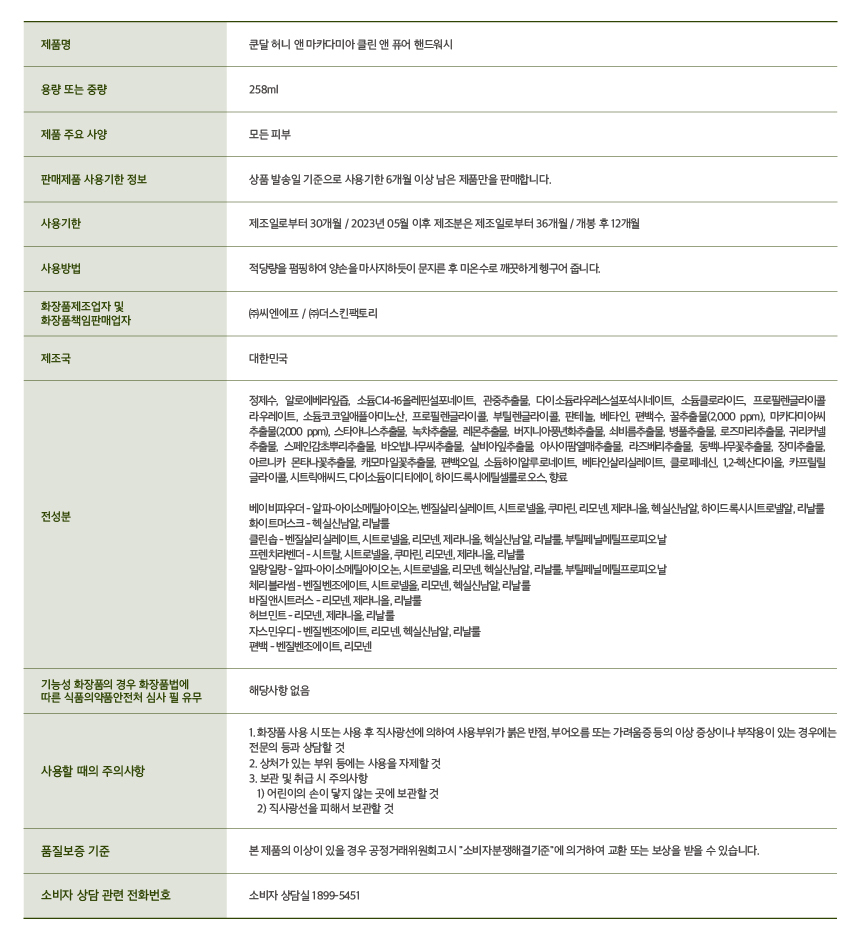 제품명
쿤달 허니 앤 마카다미아 클린 앤 퓨어 핸드워시
용량 또는 중량
258ml
제품 주요 사양
모든 피부
판매제품 사용기한 정보
상품 발송일 기준으로 사용기한 6개월 이상 남은 제품만을 판매합니다.
사용기한
제조일로부터 30개월 / 2023년 05월 이후 제조분은 제조일로부터 36개월 / 개봉 후 12개월
사용방법
적당량을 펌핑하여 양손을 마사지하듯이 문지른 후 미온수로 깨끗하게 헹구어 줍니다.
화장품제조업자 및
화장품책임판매업자
㈜씨엔에프 / ㈜더스킨팩토리
제조국
대한민국
전성분
정제수, 알로에베라잎즙, 소듐C14-16올레핀설포네이트, 관중추출물, 다이소듐라우레스설포석시네이트, 소듐클로라이드, 프로필렌글라이콜
라우레이트, 소듐코코일애플아미노산, 프로필렌글라이콜, 부틸렌글라이콜, 판테놀, 베타인, 편백수, 꿀추출물(2,000 ppm), 마카다미아씨
추출물(2,000 ppm), 스타아니스추출물, 녹차추출물, 레몬추출물, 버지니아풍년화추출물, 쇠비름추출물, 병풀추출물, 로즈마리추출물, 귀리커넬
추출물, 스페인감초뿌리추출물, 바오밥나무씨추출물, 살비아잎추출물 아사이팜열매추출물, 라즈베리추출물, 동백나무꽃추출물, 장미추출물,
아르니카 몬타나꽃추출물, 캐모마일꽃추출물, 편백오일, 소듐하이알루로네이트, 베타인살리실레이트, 클로페네신, 1,2-헥산다이올, 카프릴릴
글라이콜, 시트릭애씨드, 다이소듐이디티에이, 하이드록시에틸셀룰로오스, 향료
베이비파우더 - 알파-아이소메틸아이오논, 벤질살리실레이트, 시트로넬올, 쿠마린, 리모넨, 제라니올, 헥실신남알, 하이드록시시트로넬알, 리날룰
화이트머스크 - 헥실신남알, 리날룰
클린솝 - 벤질살리실레이트, 시트로넬올, 리모넨, 제라니올, 헥실신남알, 리날룰, 부틸페닐메틸프로피오날
프렌치라벤더 - 시트랄, 시트로넬올, 쿠마린, 리모넨, 제라니올, 리날룰
일랑일랑 - 알파-아이소메틸아이오논, 시트로넬올, 리모넨, 헥실신남알, 리날룰, 부틸페닐메틸프로피오날
체리블라썸 - 벤질벤조에이트, 시트로넬올, 리모넨, 헥실신남알, 리날룰
바질앤시트러스 - 리모넨, 제라니올, 리날룰
허브민트 - 리모넨, 제라니올, 리날룰
자스민우디 - 벤질벤조에이트, 리모넨, 헥실신남알, 리날룰
편백 - 벤질벤조에이트, 리모넨
기능성 화장품의 경우 화장품법에
따른 식품의약품안전처 심사 필 유무
해당사항 없음
사용할 때의 주의사항
1. 화장품 사용 시 또는 사용 후 직사광선에 의하여 사용부위가 붉은 반점, 부어오름 또는 가려움증 등의 이상 증상이나 부작용이 있는 경우에는
전문의 등과 상담할 것
2. 상처가 있는 부위 등에는 사용을 자제할 것
3. 보관 및 취급 시 주의사항
1) 어린이의 손이 닿지 않는 곳에 보관할 것
2) 직사광선을 피해서 보관할 것
품질보증 기준
본 제품의 이상이 있을 경우 공정거래위원회고시 "소비자분쟁해결기준"에 의거하여 교환 또는 보상을 받을 수 있습니다.
소비자 상담 관련 전화번호
소비자 상담실 1899-5451